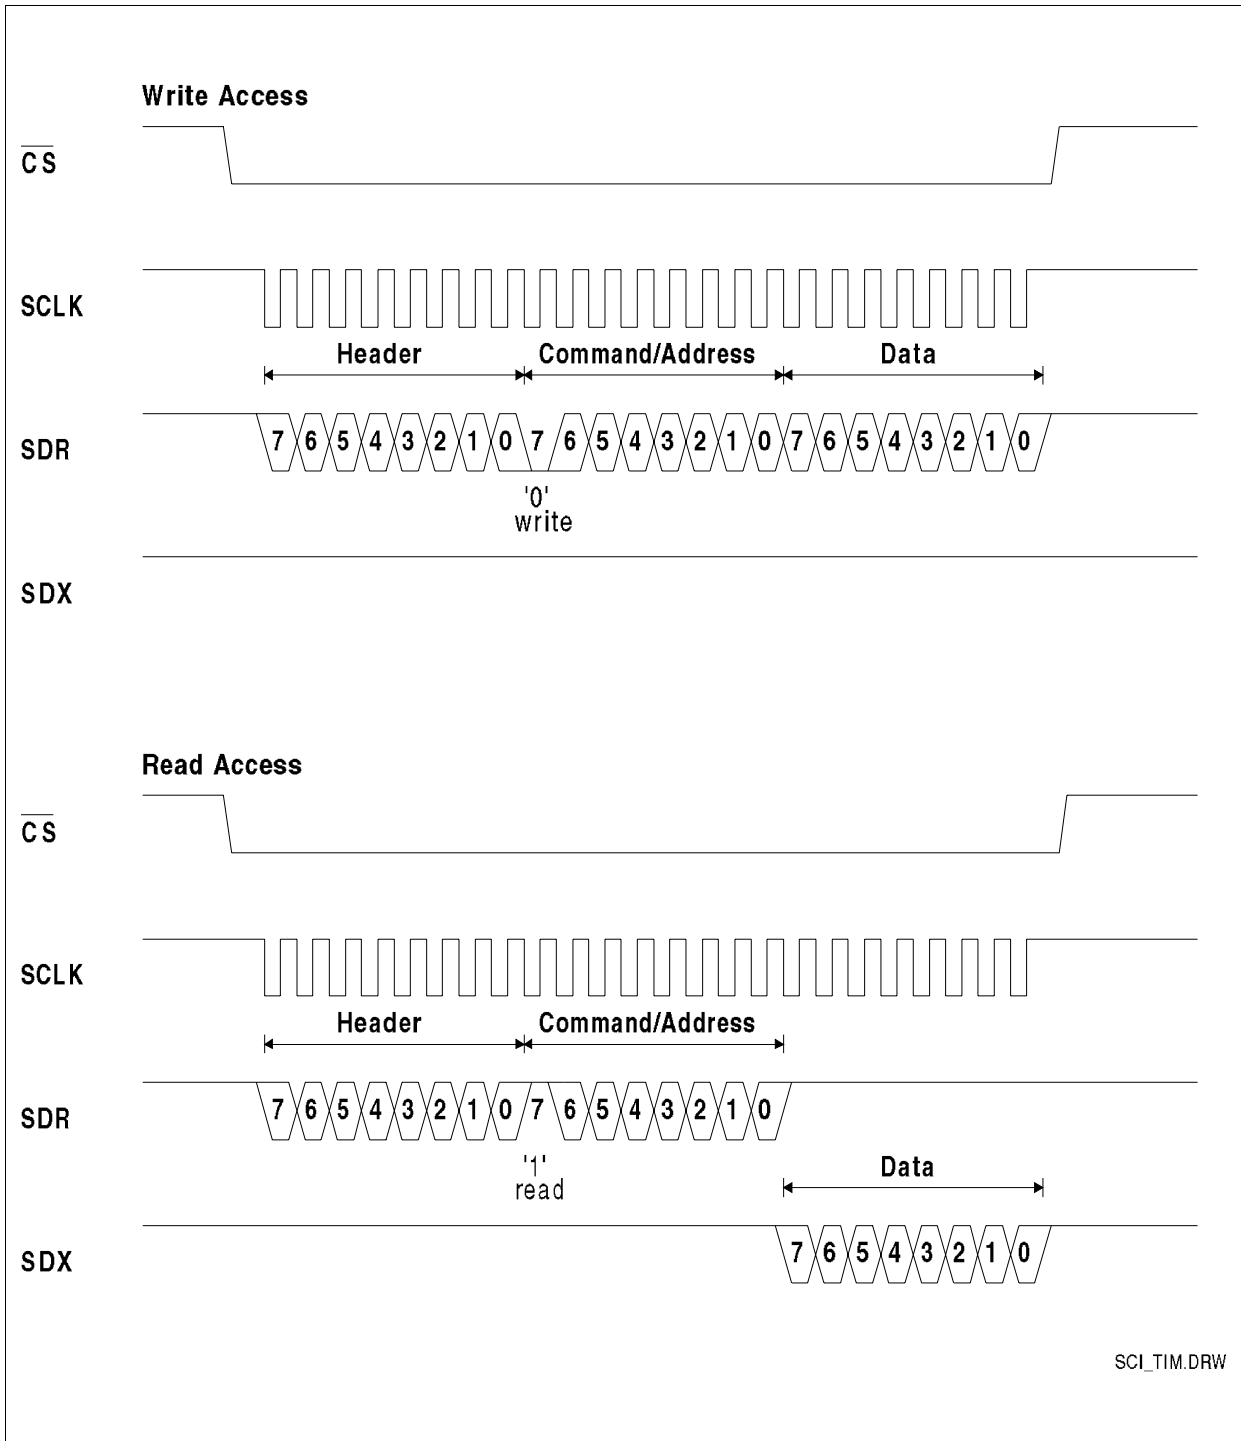 Write Access
CS
SCLK
Header Command/Address Data
SDR 7 6 5 4 3 2 1 0 7 6 5 4 3 2 1 0 7 6 5 4 3 2 1 0
'0'
write
SDX
Read Access
CS
SCLK
Header Command/Address
SDR 7 6 5 4 3 2 1 0 7 6 5 4 3 2 1 0
'1' Data
read
SDX 7 6 5 4 3 2 1 0
SCI_TIM.DRW